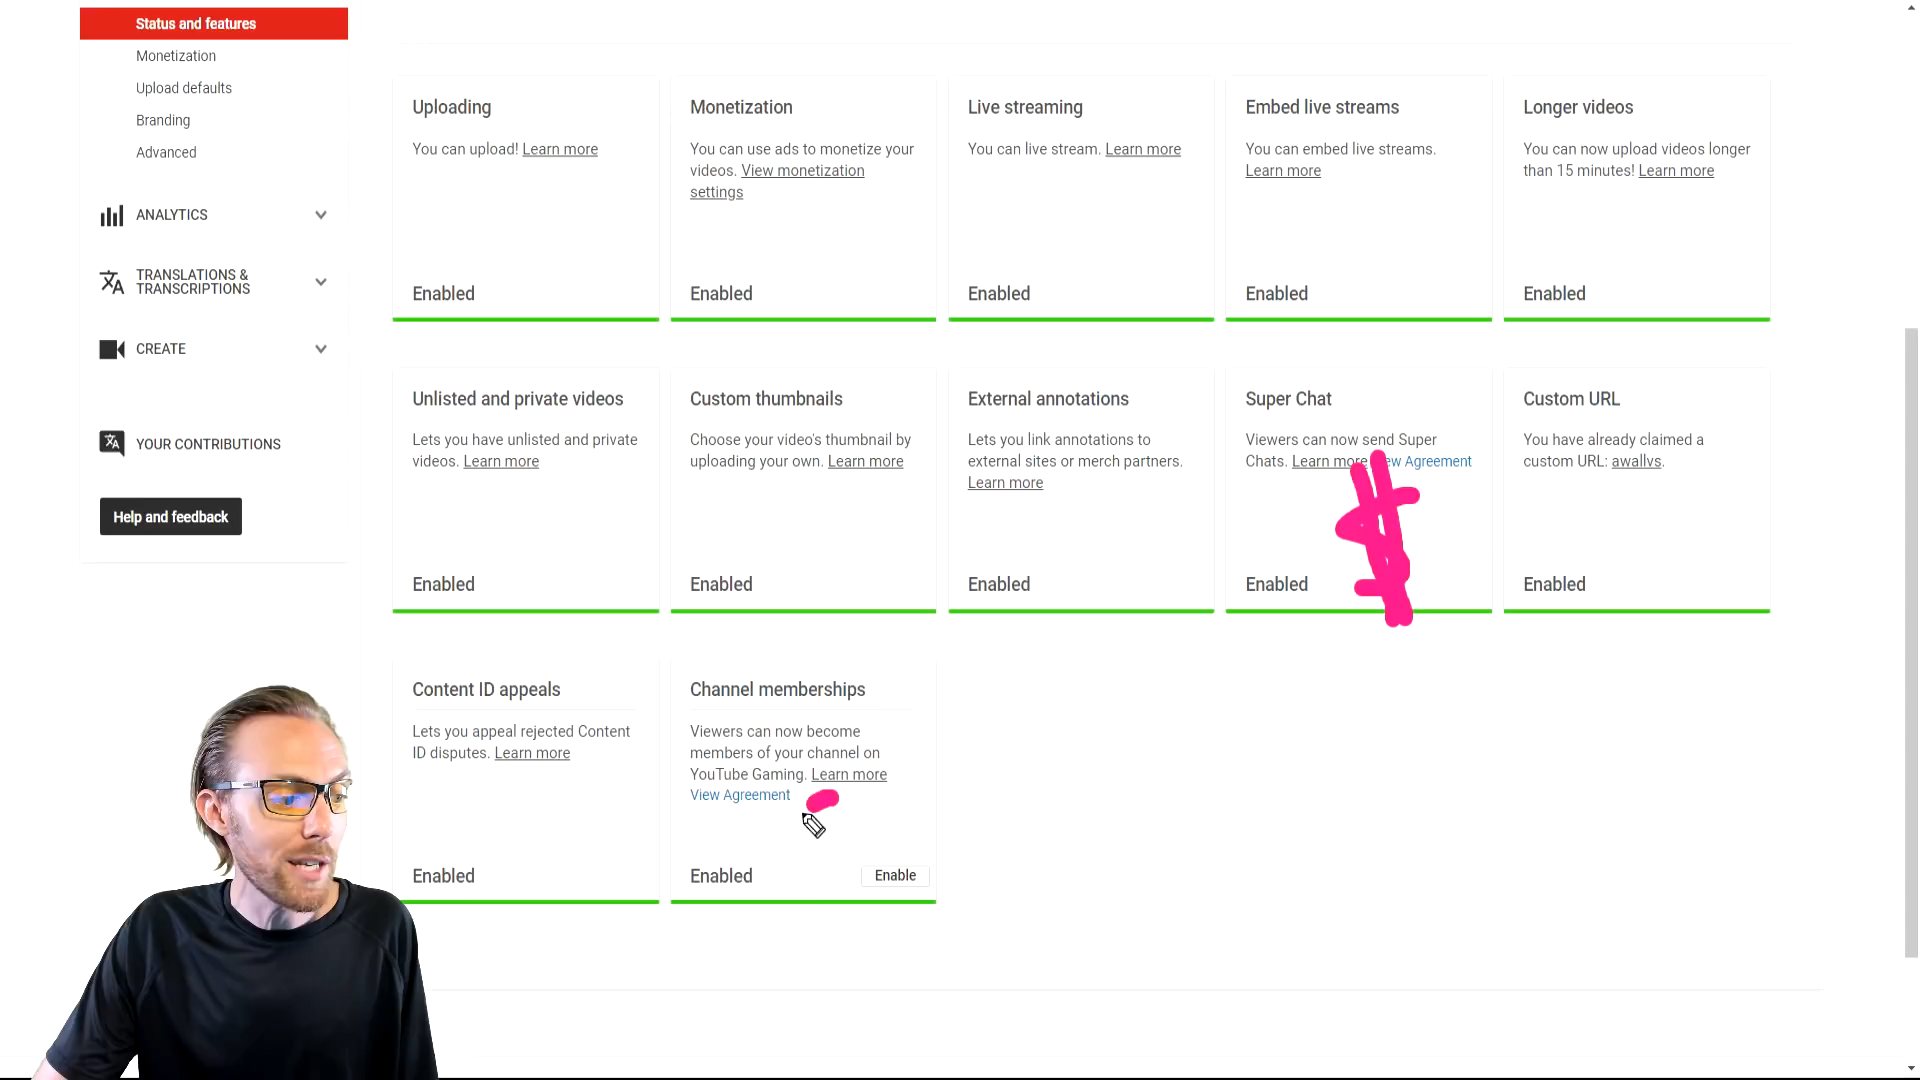 Status and features
Monetization
Upload defaults
Branding
Advanced
ANALYTICS
TRANSLATIONS &
TRANSCRIPTIONS
CREATE
YOUR CONTRIBUTIONS
Help and feedback
Uploading
You can upload! Learn more
Enabled
Monetization
You can use ads to monetize your
videos. View monetization
settings
Enabled
Live streaming
You can live stream. Learn more
Enabled
Embed live streams
You can embed live streams.
Learn more
Enabled
Longer videos
You can now upload videos longer
than 15 minutes! Learn more
Enabled
Unlisted and private videos
Lets you have unlisted and private
videos. Learn more
Enabled
Custom thumbnails
Choose your video's thumbnail by
uploading your own. Learn more
Enabled
External annotations
Lets you link annotations to
external sites or merch partners.
Learn more
Enabled
Super Chat
Viewers can now send Super
Chats. Learn more Agreement
Enabled
Custom URL
You have already claimed a
custom URL: awallvs.
Enabled
Content ID appeals
Lets you appeal rejected Content
ID disputes. Learn more
Enabled
Channel memberships
Viewers can now become
members of your channel on
YouTube Gaming. Learn more
View Agreement
Enabled
Enable